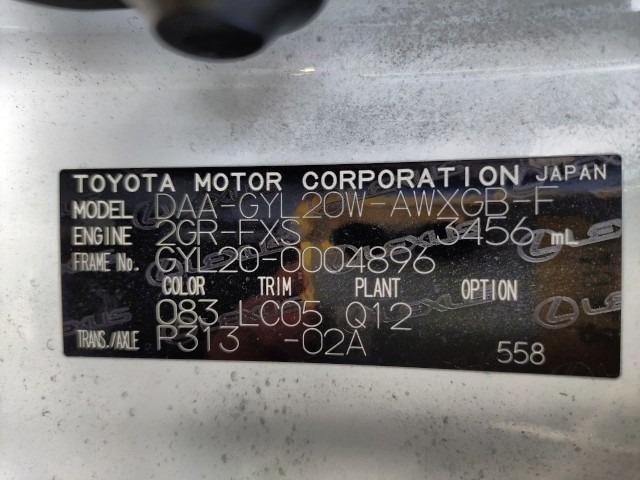 TOYOTA MOTOR CORPORATION JAPAN
MODEL DAA-GYL20W-AWXGB-F
ENGINE 2GR-FXS 3456 mL
FRAME No. GYL20-0004896
COLOR TRIM PLANT OPTION
083 LC05 Q12
TRANS./AXLE P313 -02A
558
LEXUS